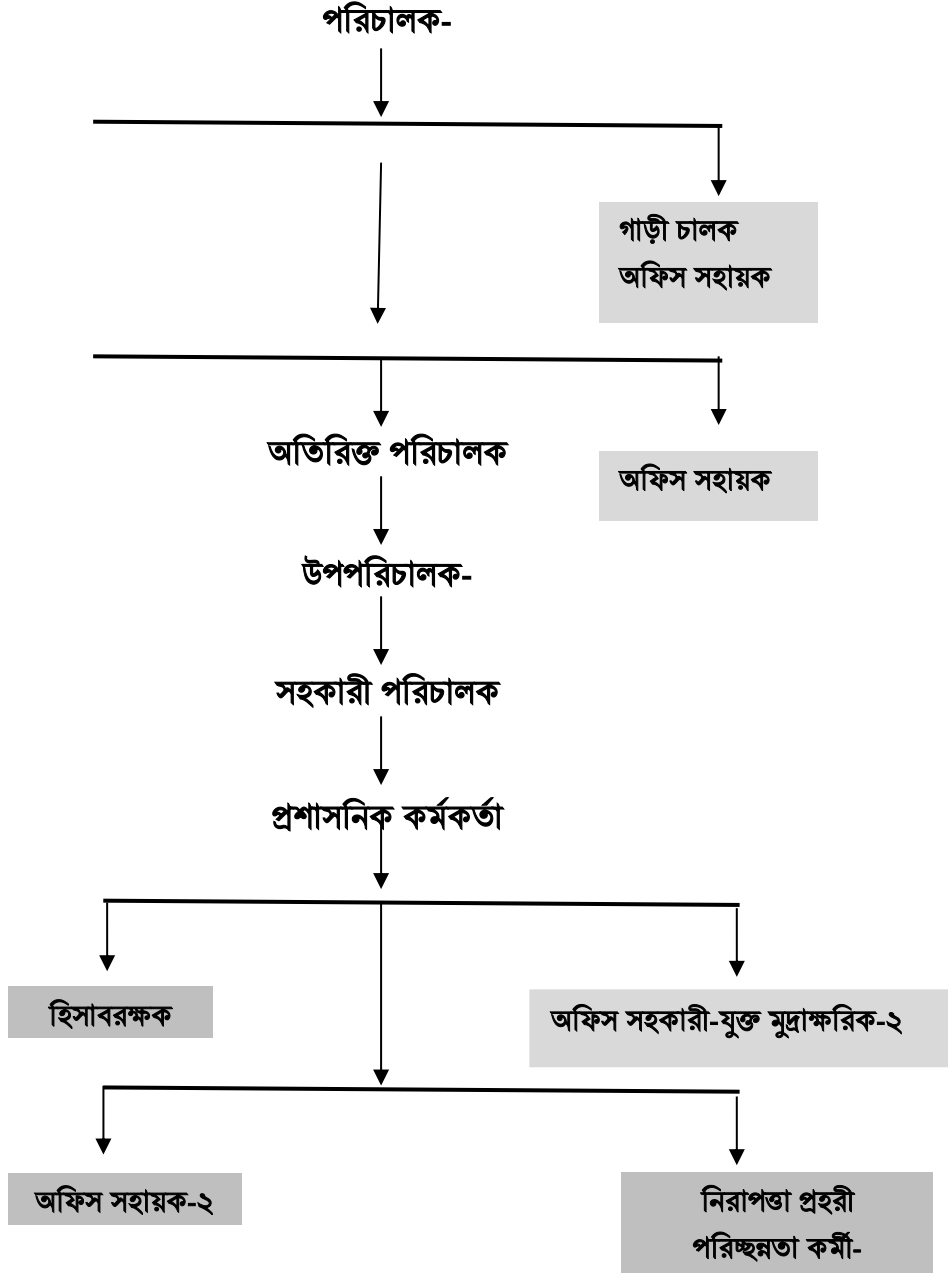 পরিচালক-
গাড়ী চালক
অফিস সহায়ক
অতিরিক্ত পরিচালক
অফিস সহায়ক
উপপরিচালক-
সহকারী পরিচালক
প্রশাসনিক কর্মকর্তা
হিসাবরক্ষক
অফিস সহকারী-যুক্ত মুদ্রাক্ষরিক-২
অফিস সহায়ক-২
নিরাপত্তা প্রহরী
পরিচ্ছন্নতা কর্মী-